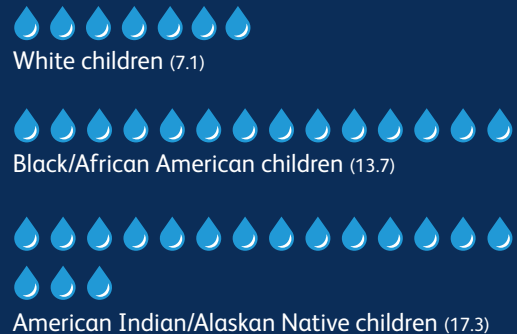 White children (7.1)
Black/African American children (13.7)
American Indian/Alaskan Native children (17.3)